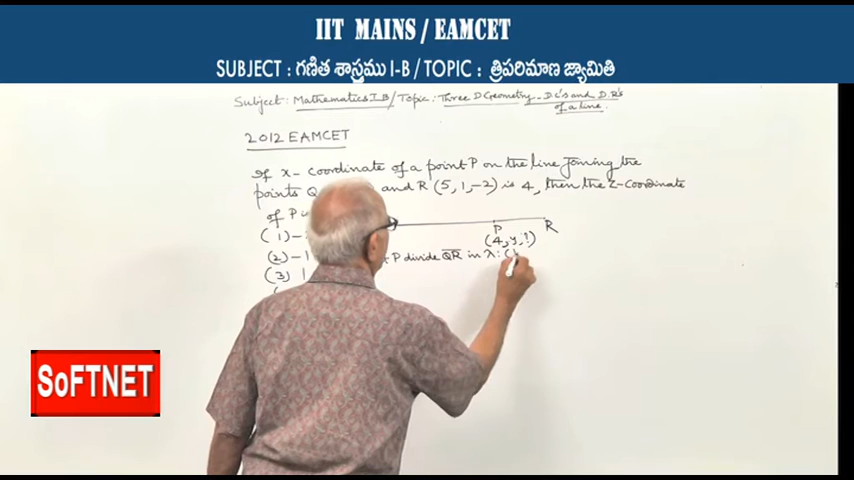 IIT MAINS / EAMCET
SUBJECT : గణిత శాస్త్రము I-B / TOPIC : త్రిపరిమాణ జ్యామితి
Subject: Mathematics IB / Topic: Three D Geometry - D.C's and D.R's
of a line.
2012 EAMCET
If x- coordinate of a point P on the line joining the
points Q and R (5, 1, -2) is 4, then the Z-coordinate
of P
P R
(1) -
(4, y, ?)
(2) - 1 P divide QR in λ: (
(3) 1
SoFTNET